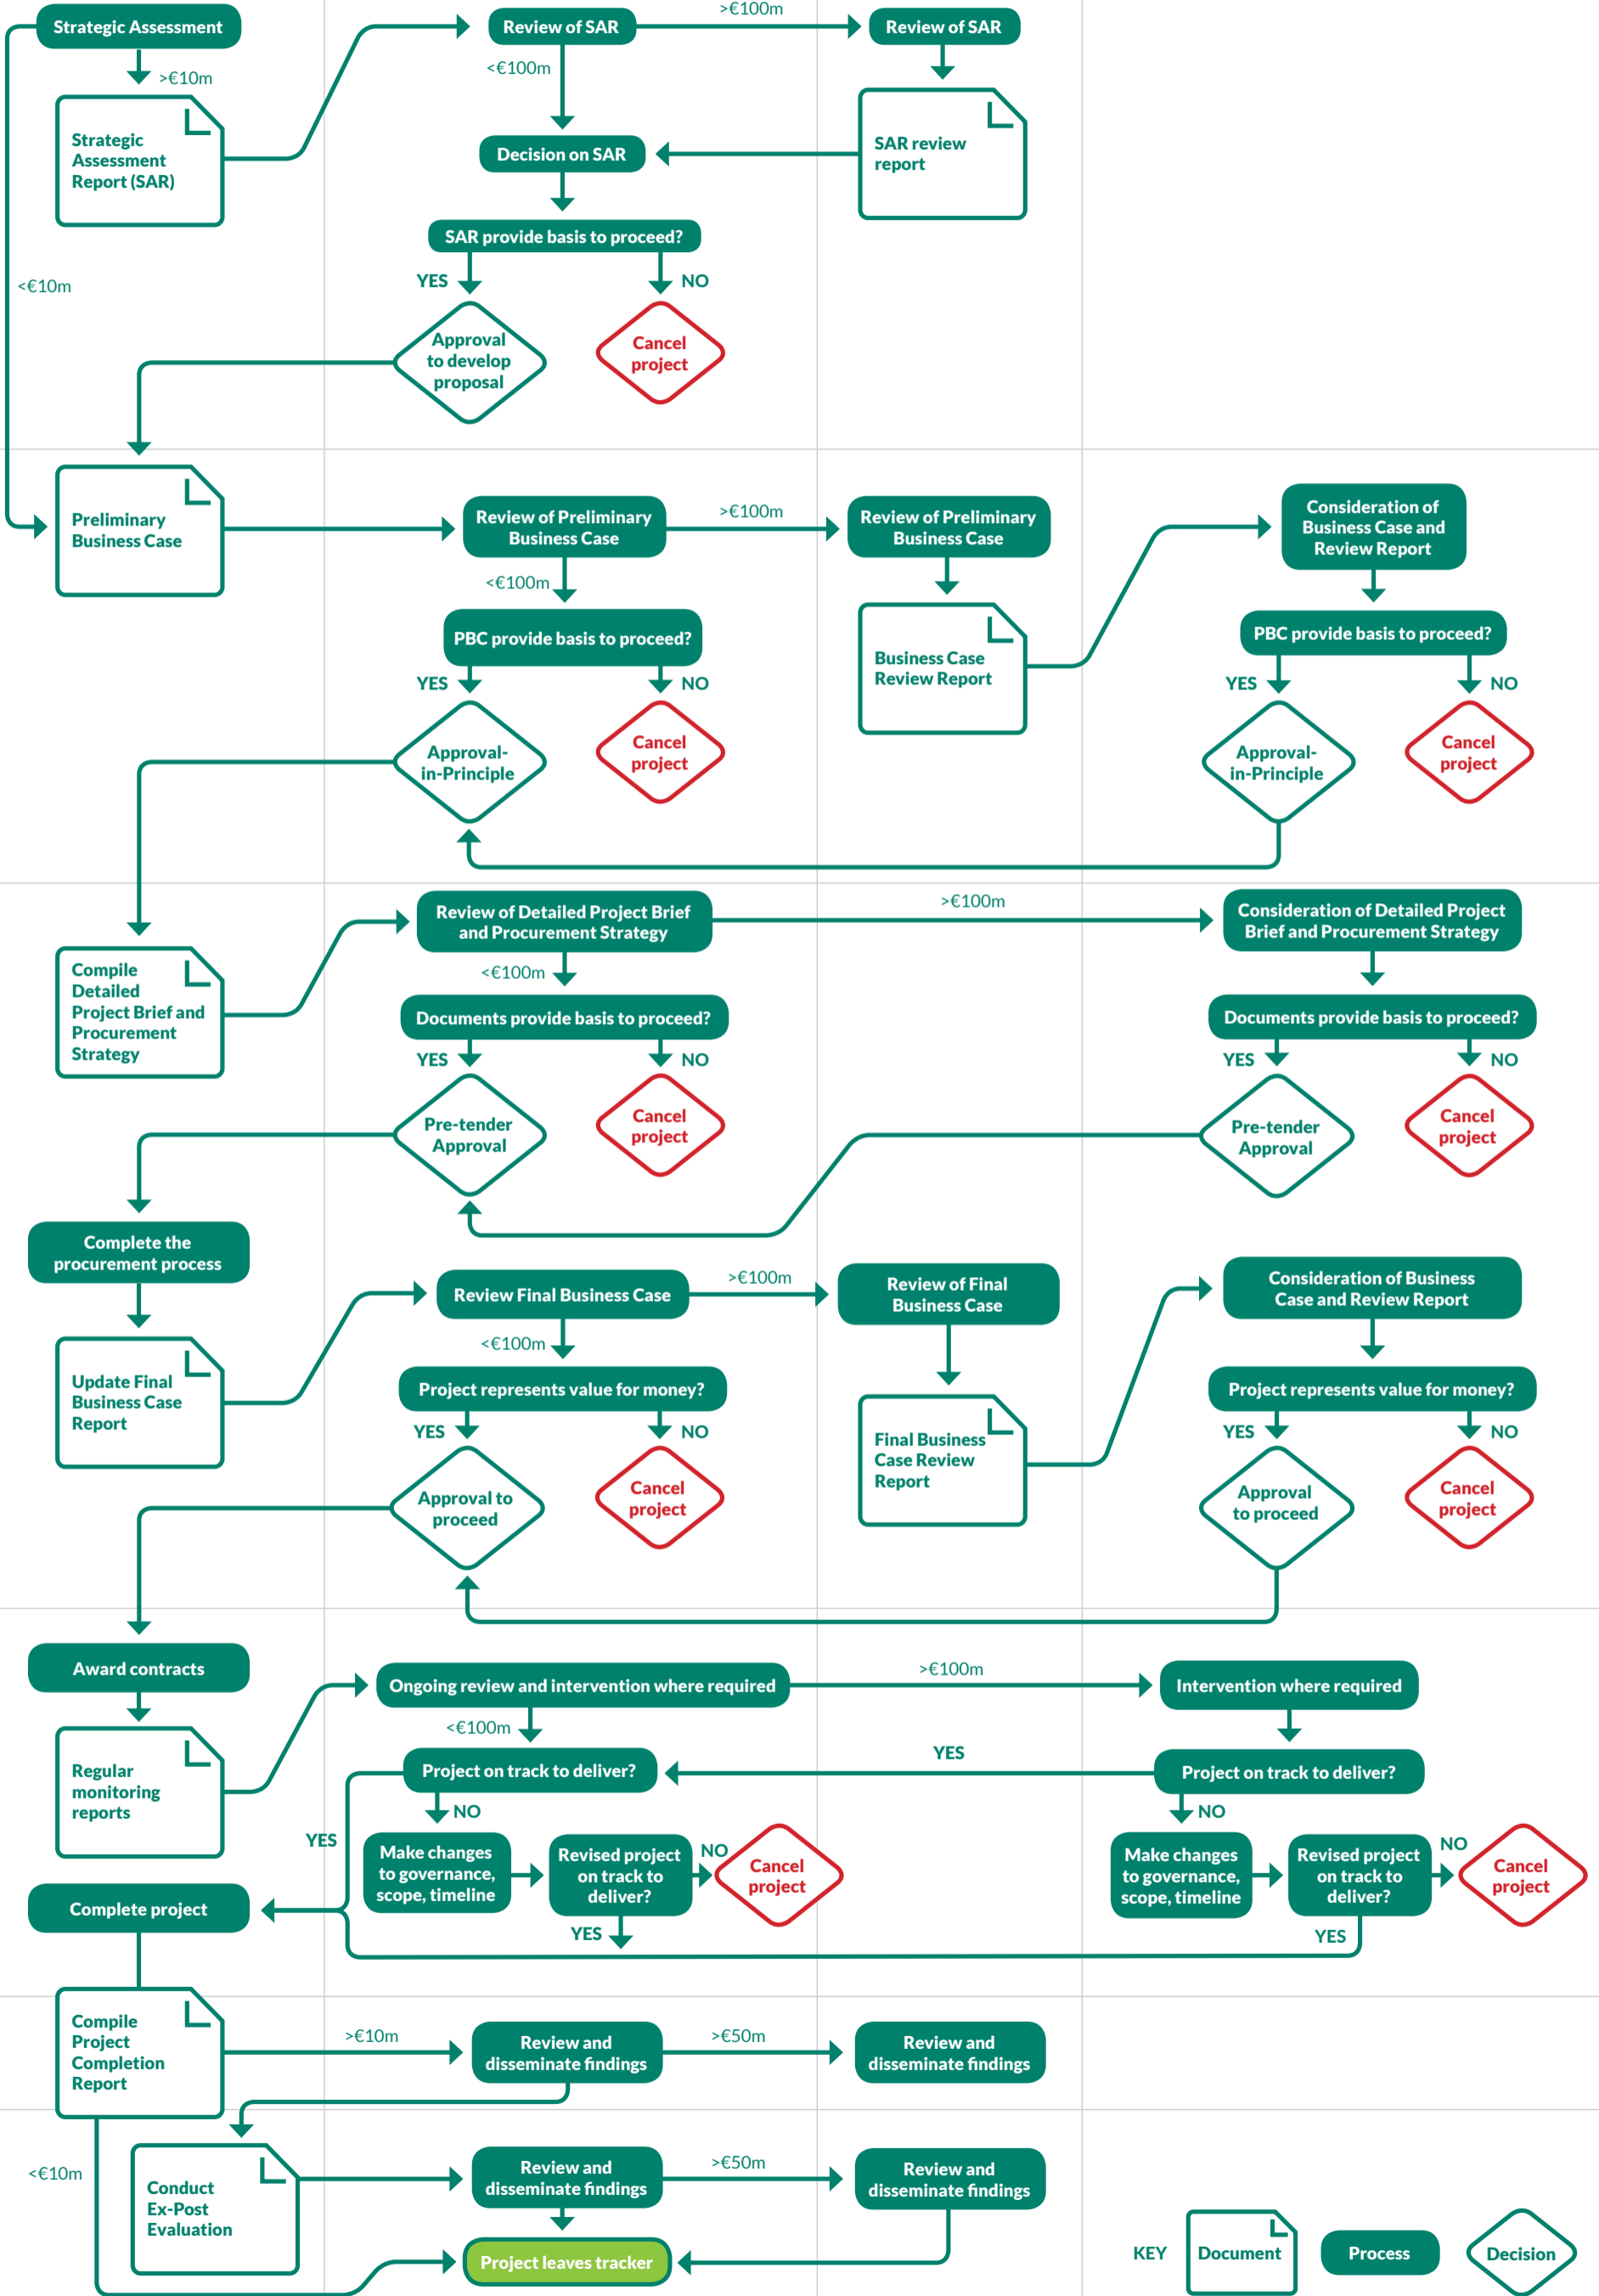 Strategic Assessment
>€10m
Strategic
Assessment
Report (SAR)
<€10m
Review of SAR
>€100m
<€100m
Review of SAR
SAR review
report
Decision on SAR
SAR provide basis to proceed?
YES
NO
Approval
to develop
proposal
Cancel
project
Preliminary
Business Case
Review of Preliminary
Business Case
>€100m
<€100m
Review of Preliminary
Business Case
Business Case
Review Report
Consideration of
Business Case and
Review Report
PBC provide basis to proceed?
YES
NO
Approval-
in-Principle
Cancel
project
PBC provide basis to proceed?
YES
NO
Approval-
in-Principle
Cancel
project
Compile
Detailed
Project Brief and
Procurement
Strategy
Review of Detailed Project Brief
and Procurement Strategy
>€100m
<€100m
Consideration of Detailed Project
Brief and Procurement Strategy
Documents provide basis to proceed?
YES
NO
Pre-tender
Approval
Cancel
project
Documents provide basis to proceed?
YES
NO
Pre-tender
Approval
Cancel
project
Complete the
procurement process
Update Final
Business Case
Report
Review Final Business Case
>€100m
<€100m
Review of Final
Business Case
Final Business
Case Review
Report
Consideration of Business
Case and Review Report
Project represents value for money?
YES
NO
Approval to
proceed
Cancel
project
Project represents value for money?
YES
NO
Approval
to proceed
Cancel
project
Award contracts
Regular
monitoring
reports
Ongoing review and intervention where required
>€100m
<€100m
Intervention where required
Project on track to deliver?
YES
Project on track to deliver?
NO
YES
Make changes
to governance,
scope, timeline
Revised project
on track to
deliver?
NO
Cancel
project
YES
NO
Make changes
to governance,
scope, timeline
Revised project
on track to
deliver?
NO
Cancel
project
YES
Complete project
Compile
Project
Completion
Report
>€10m
Review and
disseminate findings
>€50m
Review and
disseminate findings
<€10m
Conduct
Ex-Post
Evaluation
Review and
disseminate findings
>€50m
Review and
disseminate findings
Project leaves tracker
KEY
Document
Process
Decision